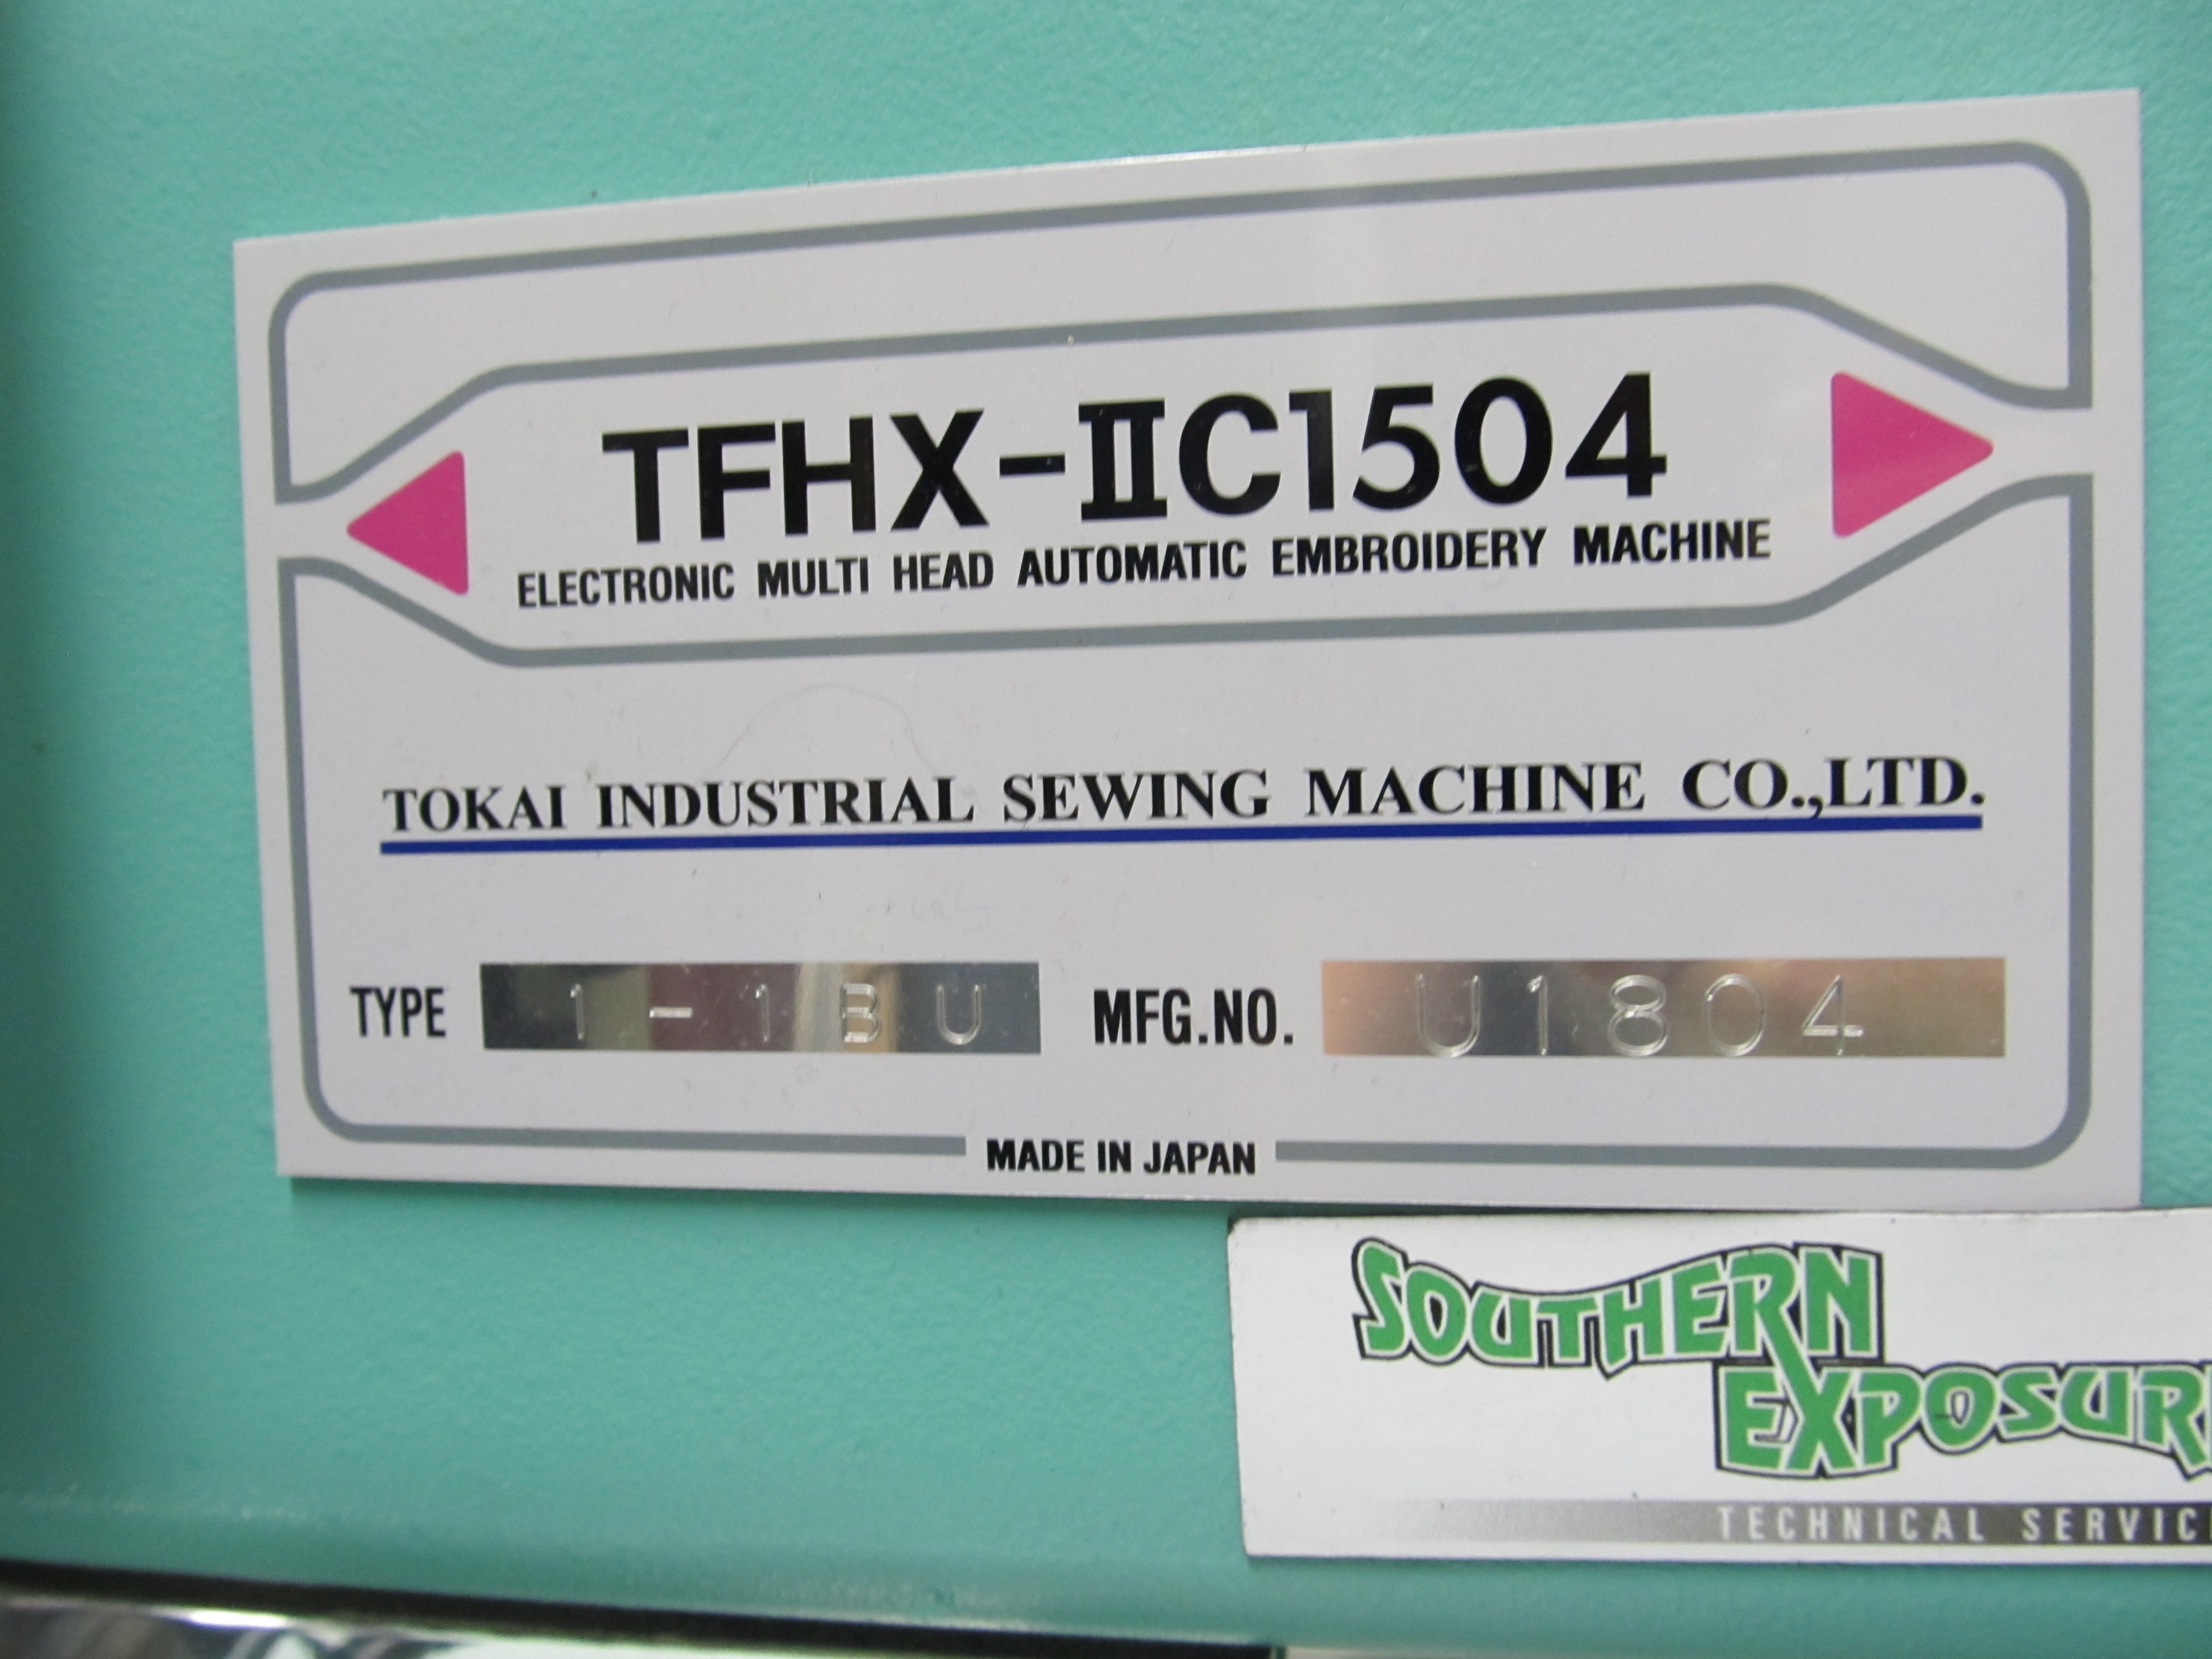 TFHX-IIC1504
ELECTRONIC MULTI HEAD AUTOMATIC EMBROIDERY MACHINE
TOKAI INDUSTRIAL SEWING MACHINE CO.,LTD.
TYPE 1-1BU MFG.NO. U1804
MADE IN JAPAN
SOUTHERN
EXPOSUR
TECHNICAL SERVIC